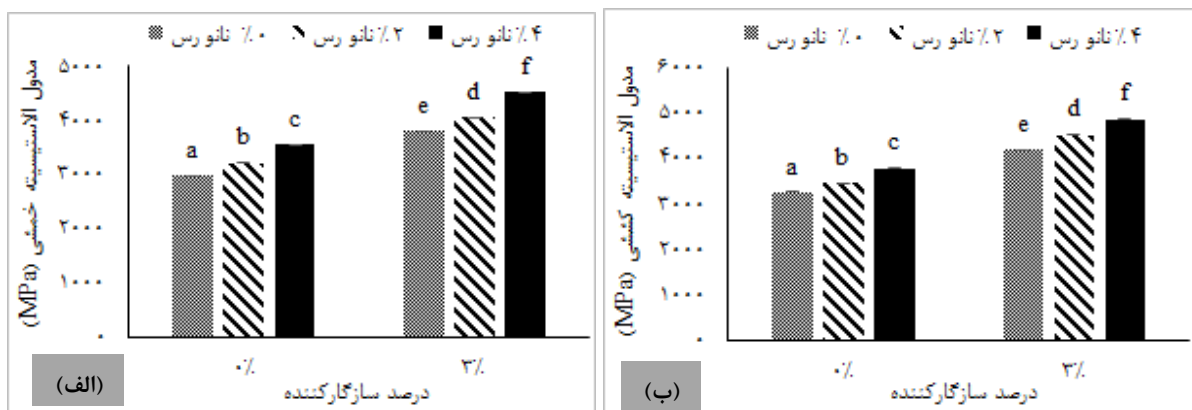 ٪۰ نانو رس ٪۲ نانو رس ٪۴ نانو رس
مدول الاستیسیته خمشی (MPa)
۵۰۰۰
۴۰۰۰
۳۰۰۰
۲۰۰۰
۱۰۰۰
۰
a b c e d f
۰٪ ۳٪
درصد سازگارکننده
(الف)
٪۰ نانو رس ٪۲ نانو رس ٪۴ نانو رس
مدول الاستیسیته کششی (MPa)
۶۰۰۰
۵۰۰۰
۴۰۰۰
۳۰۰۰
۲۰۰۰
۱۰۰۰
۰
a b c e d f
۰٪ ۳٪
درصد سازگارکننده
(ب)